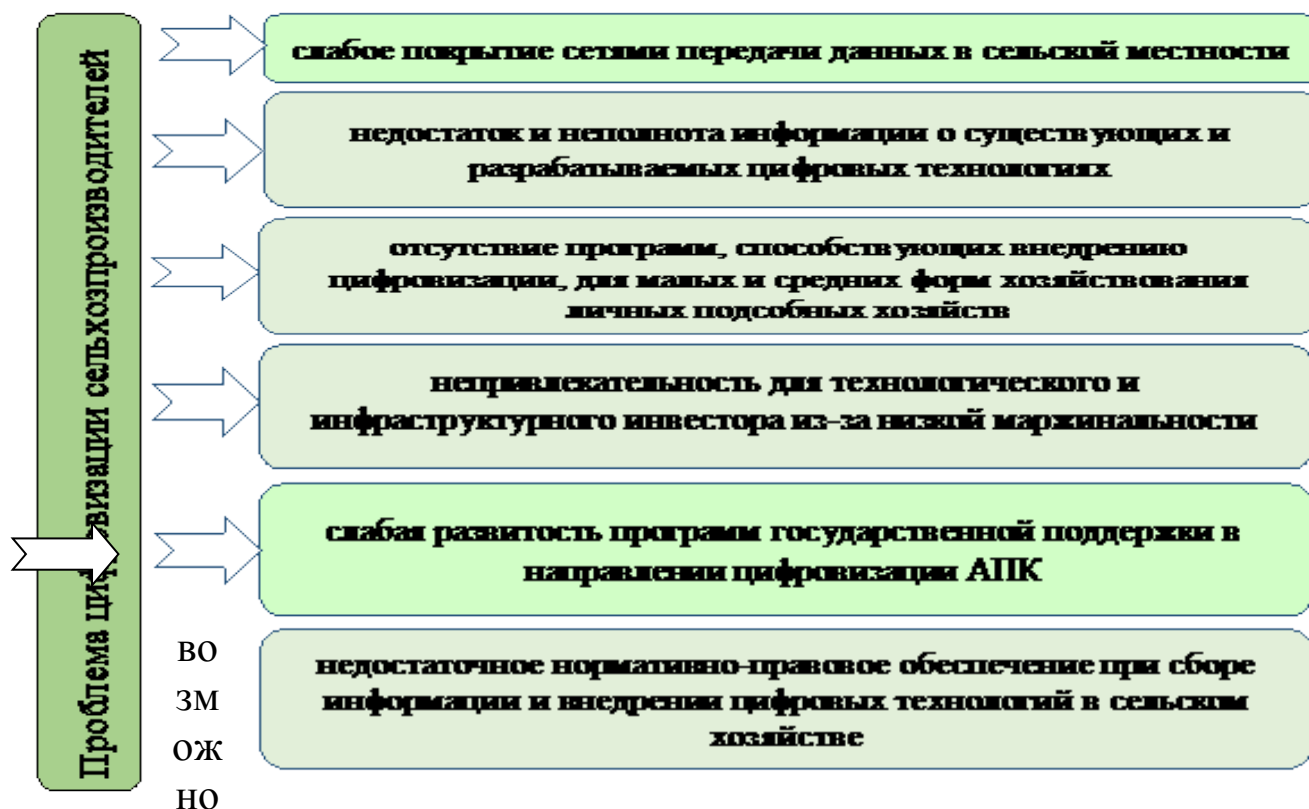 Проблема цифровизации сельхозпроизводителей
слабое покрытие сетями передачи данных в сельской местности
недостаток и неполнота информации о существующих и
разрабатываемых цифровых технологиях
отсутствие программ, способствующих внедрению
цифровизации, для малых и средних форм хозяйствования
личных подсобных хозяйств
непривлекательность для технологического и
инфраструктурного инвестора из-за низкой маржинальности
слабая развитость программ государственной поддержки в
направлении цифровизации АПК
во
зм
ож
но
недостаточное нормативно-правовое обеспечение при сборе
информации и внедрении цифровых технологий в сельском
хозяйстве